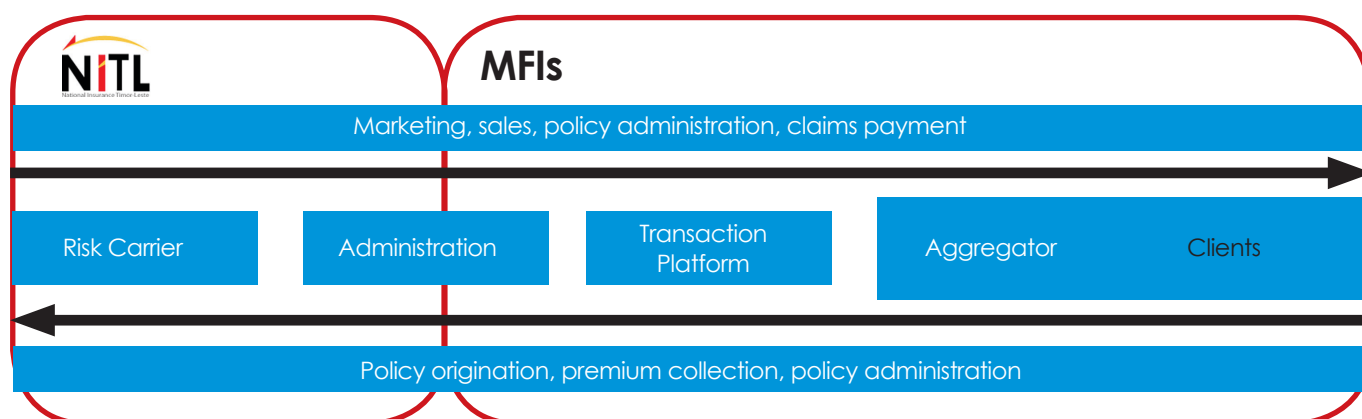 NITL
National Insurance Timor-Leste
MFIs
Marketing, sales, policy administration, claims payment
Risk Carrier
Administration
Transaction
Platform
Aggregator
Clients
Policy origination, premium collection, policy administration